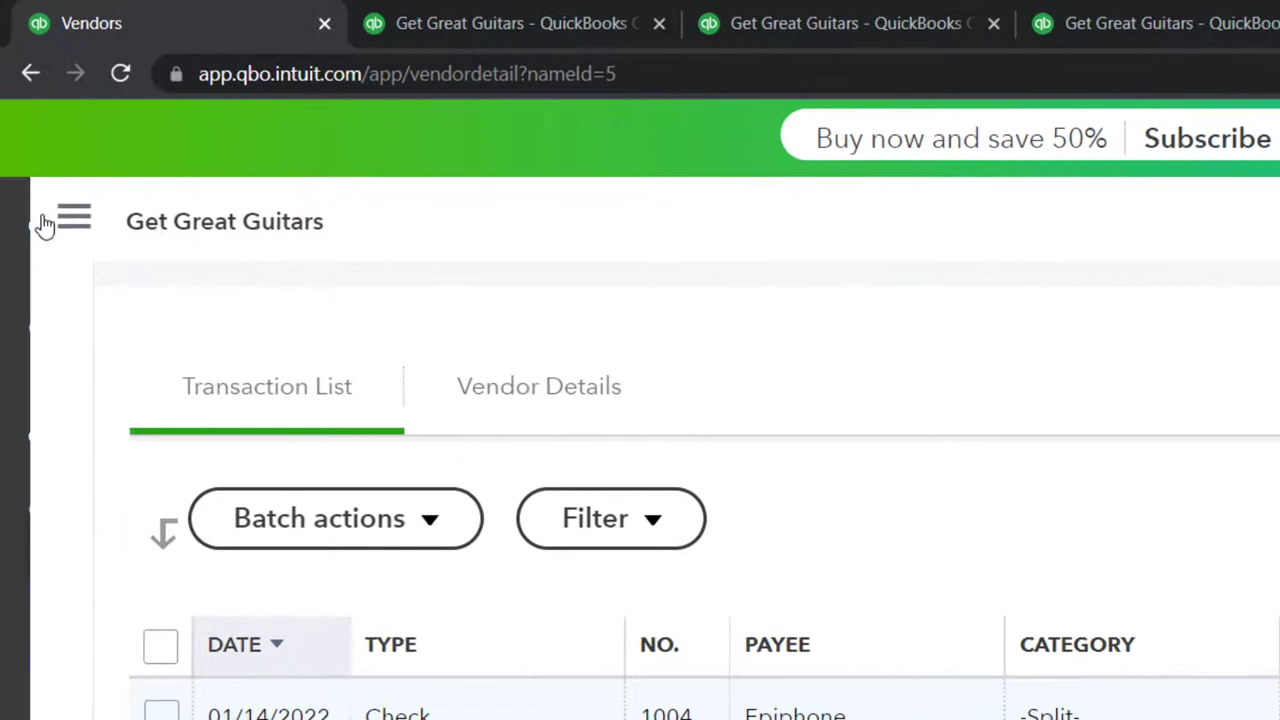 Vendors
Get Great Guitars - QuickBooks
Get Great Guitars - QuickBooks
Get Great Guitars - QuickBo
app.qbo.intuit.com/app/vendordetail?nameId=5
Buy now and save 50% Subscribe
Get Great Guitars
Transaction List Vendor Details
Batch actions Filter
DATE TYPE NO. PAYEE CATEGORY
01/14/2022 Check 1004 Epiphone -Split-